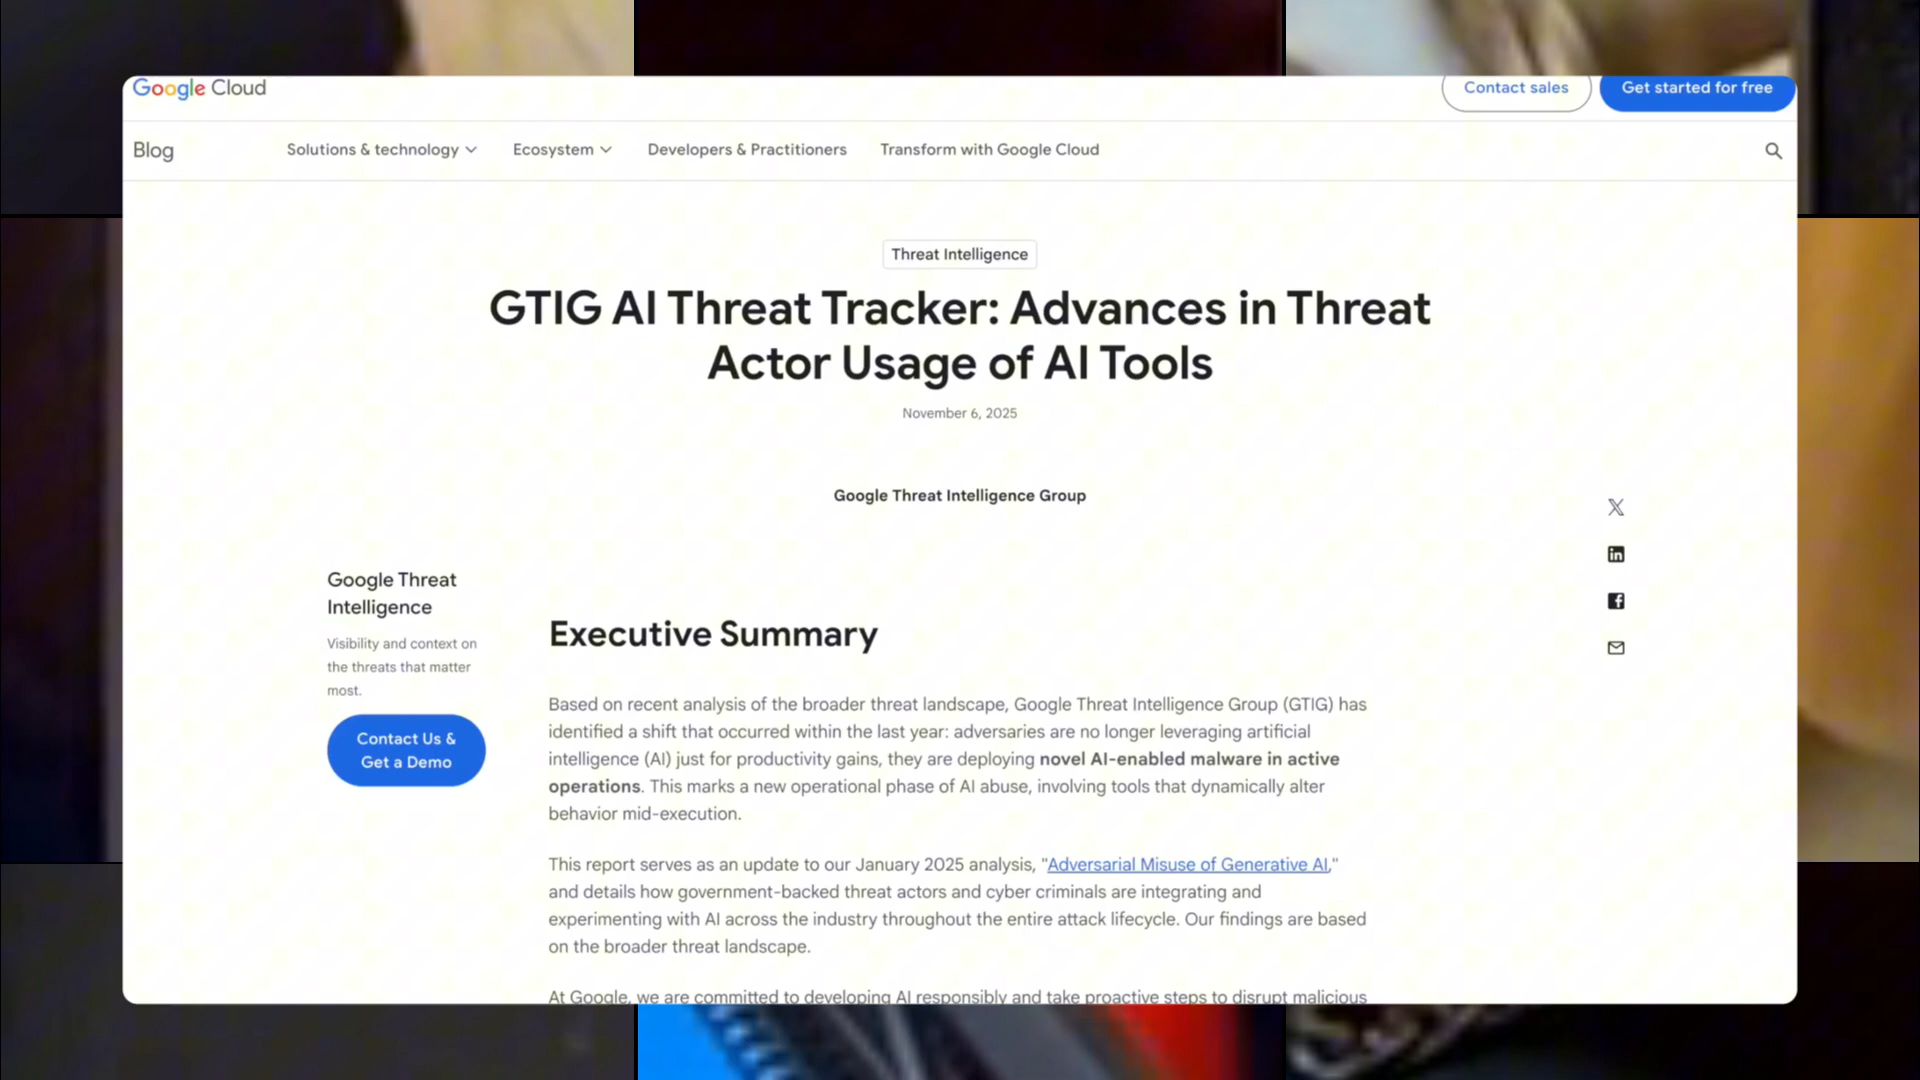 Google Cloud
Contact sales
Get started for free
Blog
Solutions & technology
Ecosystem
Developers & Practitioners
Transform with Google Cloud
Threat Intelligence
GTIG AI Threat Tracker: Advances in Threat
Actor Usage of AI Tools
November 6, 2025
Google Threat Intelligence Group
Google Threat
Intelligence
Visibility and context on
the threats that matter
most.
Contact Us &
Get a Demo
Executive Summary
Based on recent analysis of the broader threat landscape, Google Threat Intelligence Group (GTIG) has
identified a shift that occurred within the last year: adversaries are no longer leveraging artificial
intelligence (AI) just for productivity gains, they are deploying novel AI-enabled malware in active
operations. This marks a new operational phase of AI abuse, involving tools that dynamically alter
behavior mid-execution.
This report serves as an update to our January 2025 analysis, "Adversarial Misuse of Generative AI,"
and details how government-backed threat actors and cyber criminals are integrating and
experimenting with AI across the industry throughout the entire attack lifecycle. Our findings are based
on the broader threat landscape.
At Google, we are committed to developing AI responsibly and take proactive steps to disrupt malicious